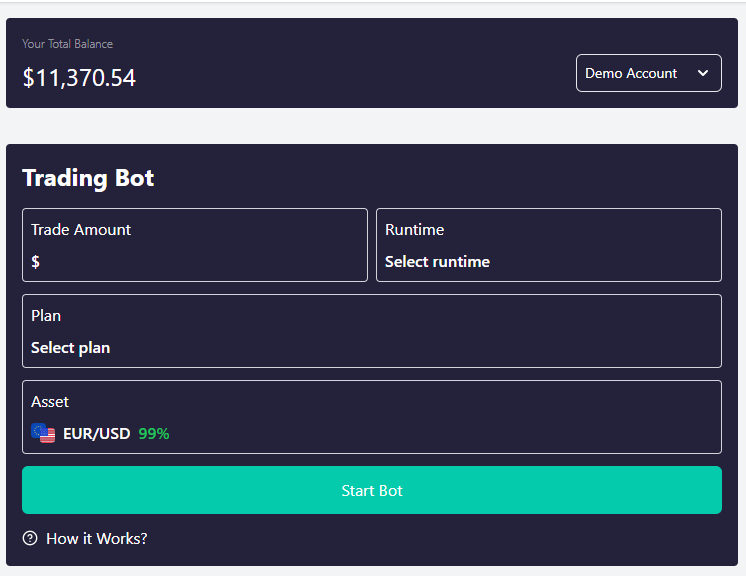 Your Total Balance
$11,370.54
Demo Account
Trading Bot
Trade Amount
$
Runtime
Select runtime
Plan
Select plan
Asset
EUR/USD 99%
Start Bot
How it Works?